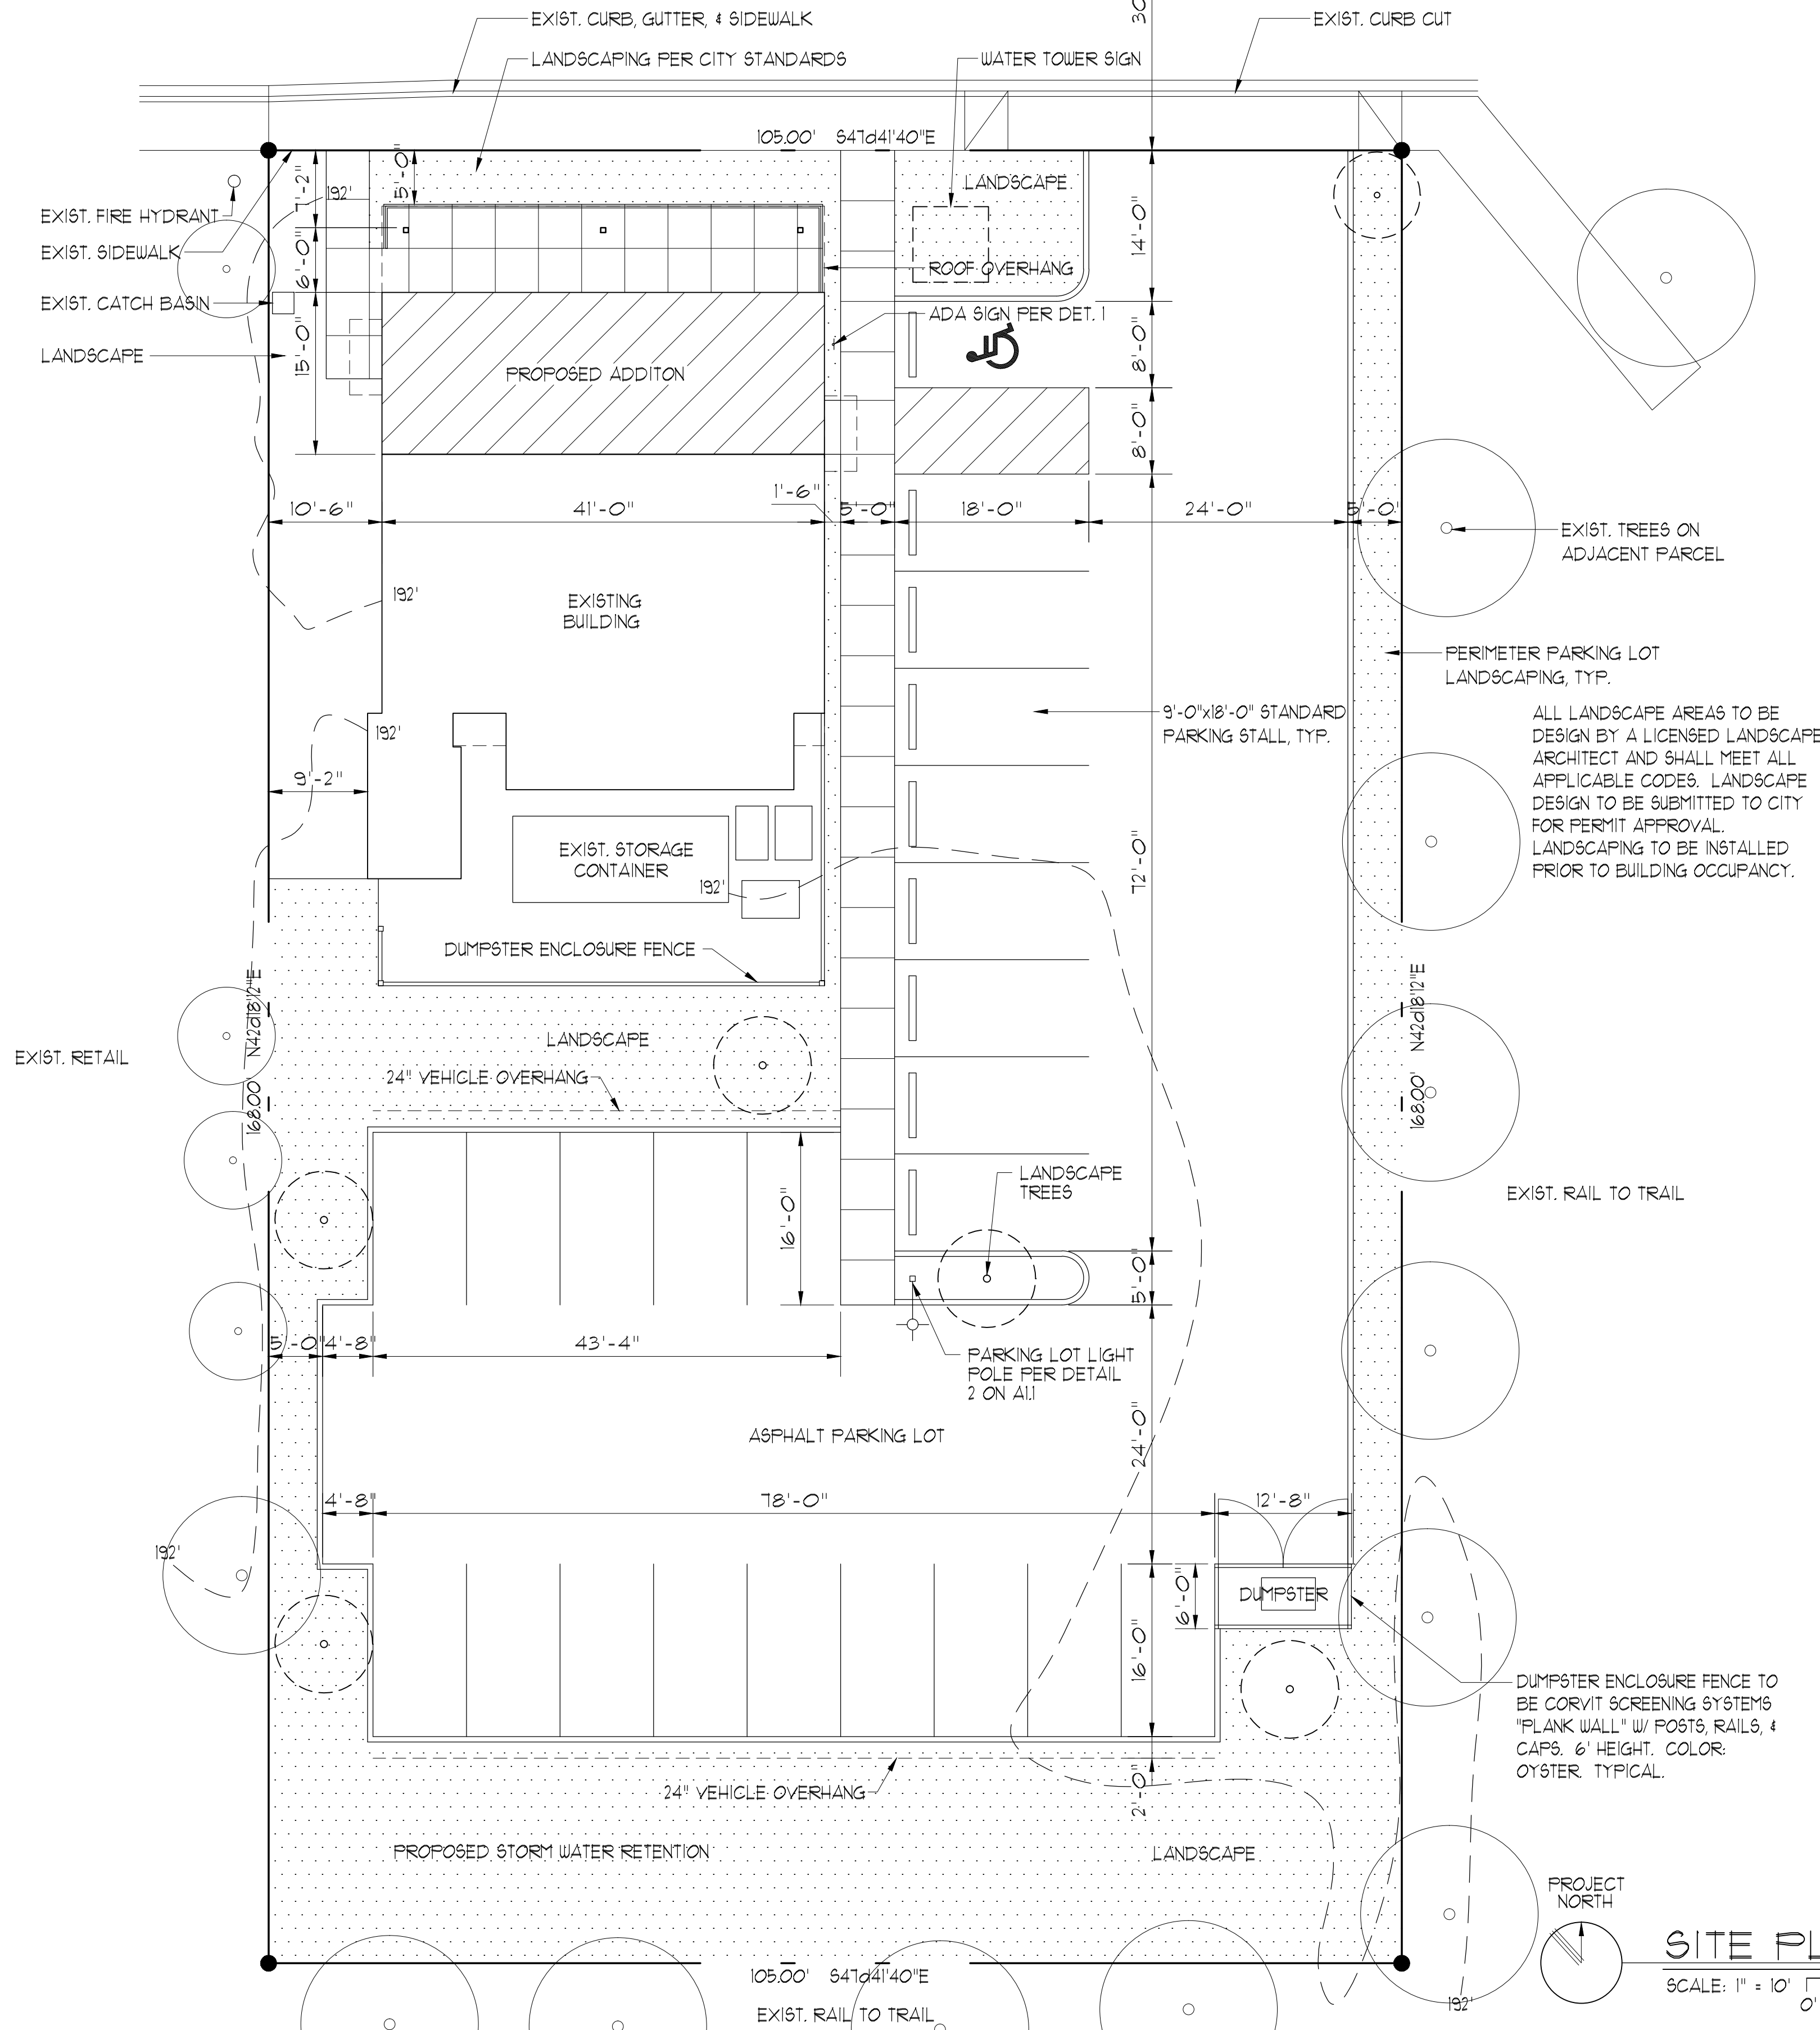 EXIST. CURB, GUTTER, & SIDEWALK
EXIST. CURB CUT
LANDSCAPING PER CITY STANDARDS
WATER TOWER SIGN
105.00' S47d41'40"E
5'-0"
7'-2"
192'
LANDSCAPE
EXIST. FIRE HYDRANT
EXIST. SIDEWALK
14'-0"
6'-0"
ROOF OVERHANG
EXIST. CATCH BASIN
ADA SIGN PER DET. 1
LANDSCAPE
15'-0"
8'-0"
PROPOSED ADDITON
8'-0"
1'-6"
10'-6"
41'-0"
5'-0"
18'-0"
24'-0"
5'-0"
EXIST. TREES ON
ADJACENT PARCEL
192'
EXISTING
BUILDING
PERIMETER PARKING LOT
LANDSCAPING, TYP.
9'-0"x18'-0" STANDARD
PARKING STALL, TYP.
192'
ALL LANDSCAPE AREAS TO BE
DESIGN BY A LICENSED LANDSCAPE
ARCHITECT AND SHALL MEET ALL
APPLICABLE CODES. LANDSCAPE
DESIGN TO BE SUBMITTED TO CITY
FOR PERMIT APPROVAL.
LANDSCAPING TO BE INSTALLED
PRIOR TO BUILDING OCCUPANCY.
9'-2"
EXIST. STORAGE
CONTAINER
192'
72'-0"
DUMPSTER ENCLOSURE FENCE
168.00' N42d18'12"E
168.00' N42d18'12"E
LANDSCAPE
EXIST. RETAIL
24" VEHICLE OVERHANG
LANDSCAPE
TREES
EXIST. RAIL TO TRAIL
16'-0"
5'-0"
5'-0"
4'-8"
43'-4"
PARKING LOT LIGHT
POLE PER DETAIL
2 ON A1.1
24'-0"
ASPHALT PARKING LOT
4'-8"
78'-0"
12'-8"
192'
6'-0"
DUMPSTER
16'-0"
DUMPSTER ENCLOSURE FENCE TO
BE CORVIT SCREENING SYSTEMS
"PLANK WALL" W/ POSTS, RAILS, &
CAPS. 6' HEIGHT. COLOR:
OYSTER. TYPICAL.
24" VEHICLE OVERHANG
2'-0"
PROPOSED STORM WATER RETENTION
LANDSCAPE
PROJECT
NORTH
SITE PL
105.00' S47d41'40"E
SCALE: 1" = 10'
0'
192'
EXIST. RAIL TO TRAIL